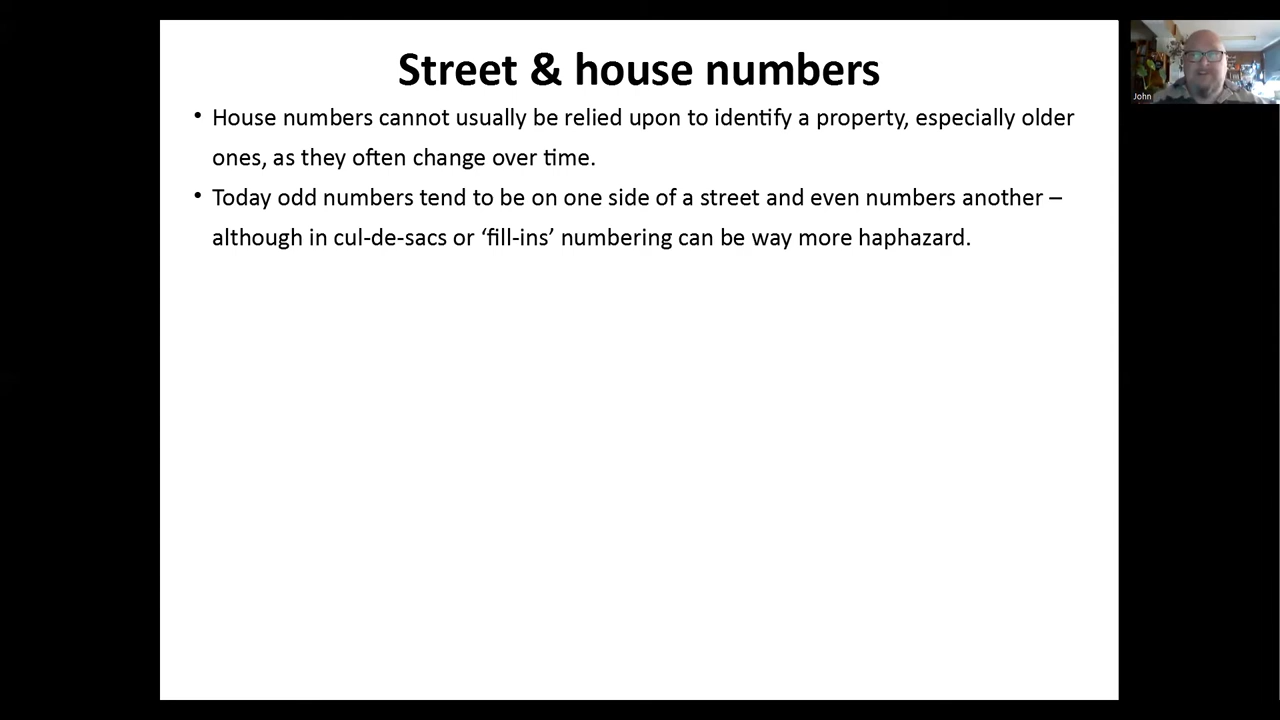 Street & house numbers
• House numbers cannot usually be relied upon to identify a property, especially older
ones, as they often change over time.
• Today odd numbers tend to be on one side of a street and even numbers another –
although in cul-de-sacs or ‘fill-ins’ numbering can be way more haphazard.
John